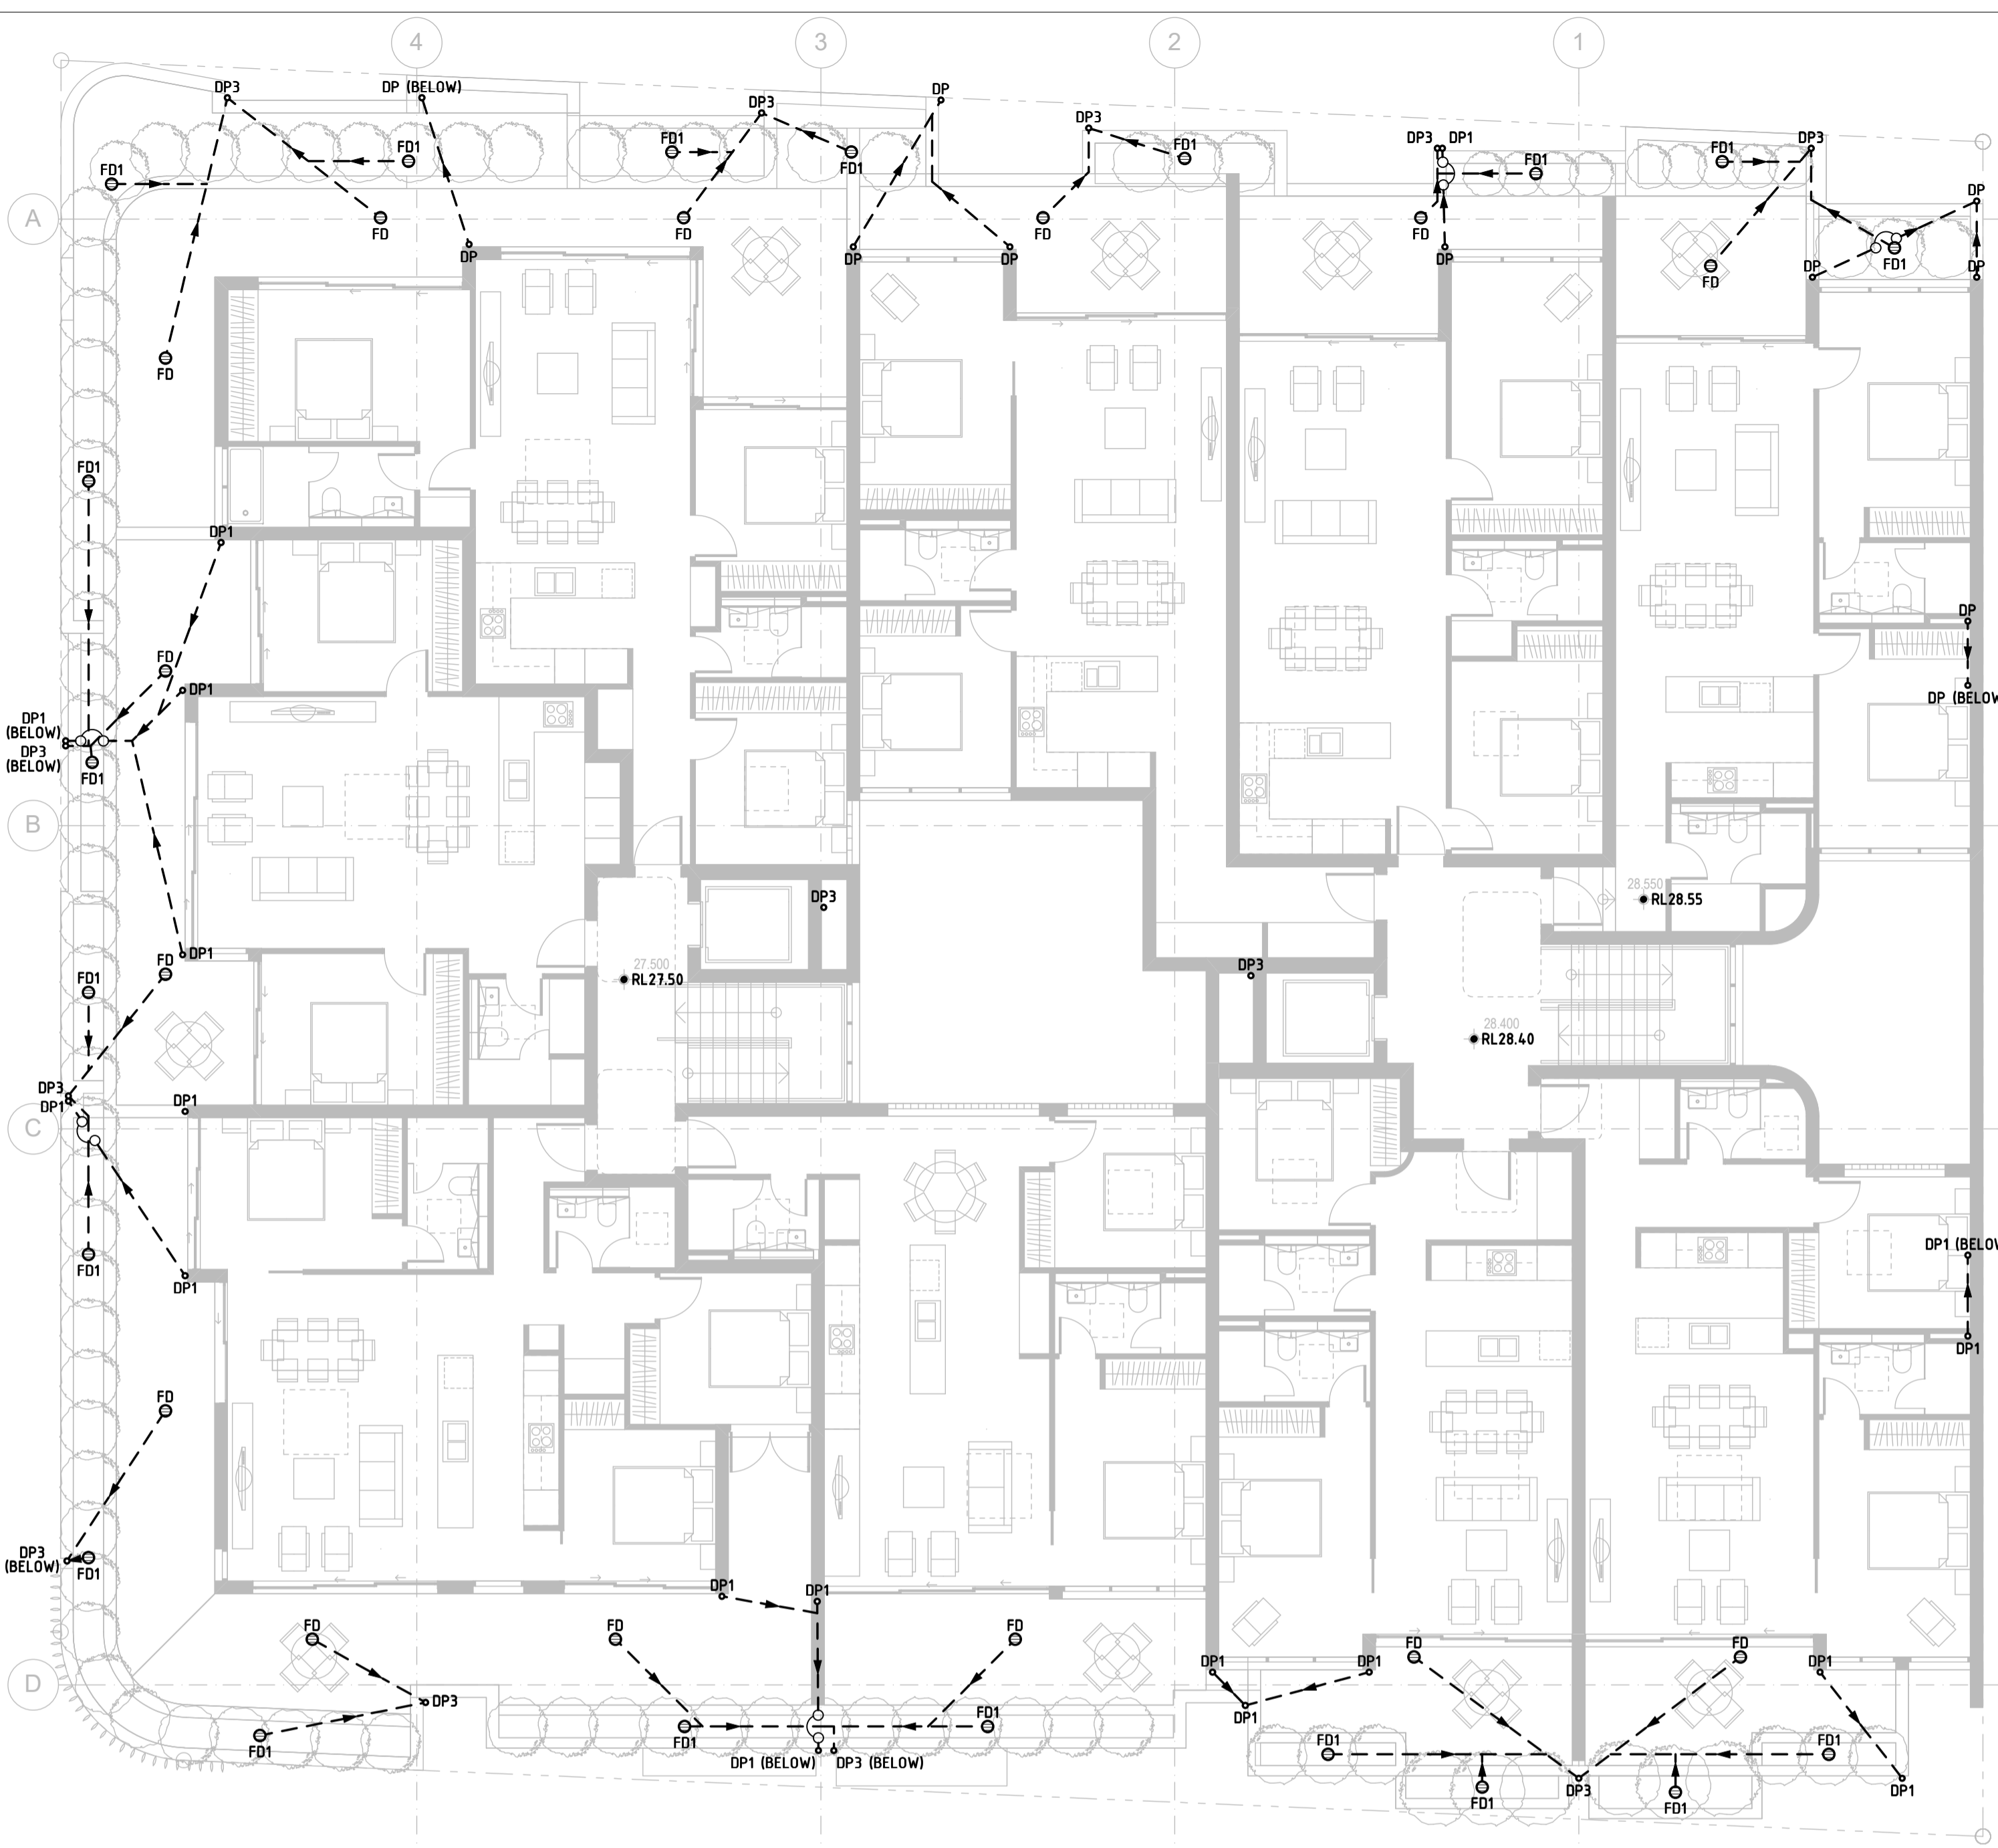 4
3
2
1
DP3
DP (BELOW)
DP3
DP
DP3
DP3 DP1
DP3
FD1
FD1
FD1
FD1
FD1
FD1
FD1
DP
A
FD
FD
FD
FD
FD
FD1
DP
DP
DP
DP
DP
DP
FD
FD1
DP1
DP
FD
DP1
DP (BELOW
DP1
(BELOW)
DP3
(BELOW)
FD1
B
28.550
RL28.55
DP3
DP1
FD
27.500
RL27.50
DP3
FD1
28.400
RL28.40
DP3
DP1
DP1
C
FD1
DP1
DP1 (BELOW
DP1
FD
DP3
(BELOW)
FD1
DP1
DP1
FD
FD
FD
FD
FD
DP1
DP1
DP1
D
DP3
DP1
FD1
FD1
FD1
DP1 (BELOW)
DP3 (BELOW)
FD1
FD1
FD1
DP3
FD1
DP1